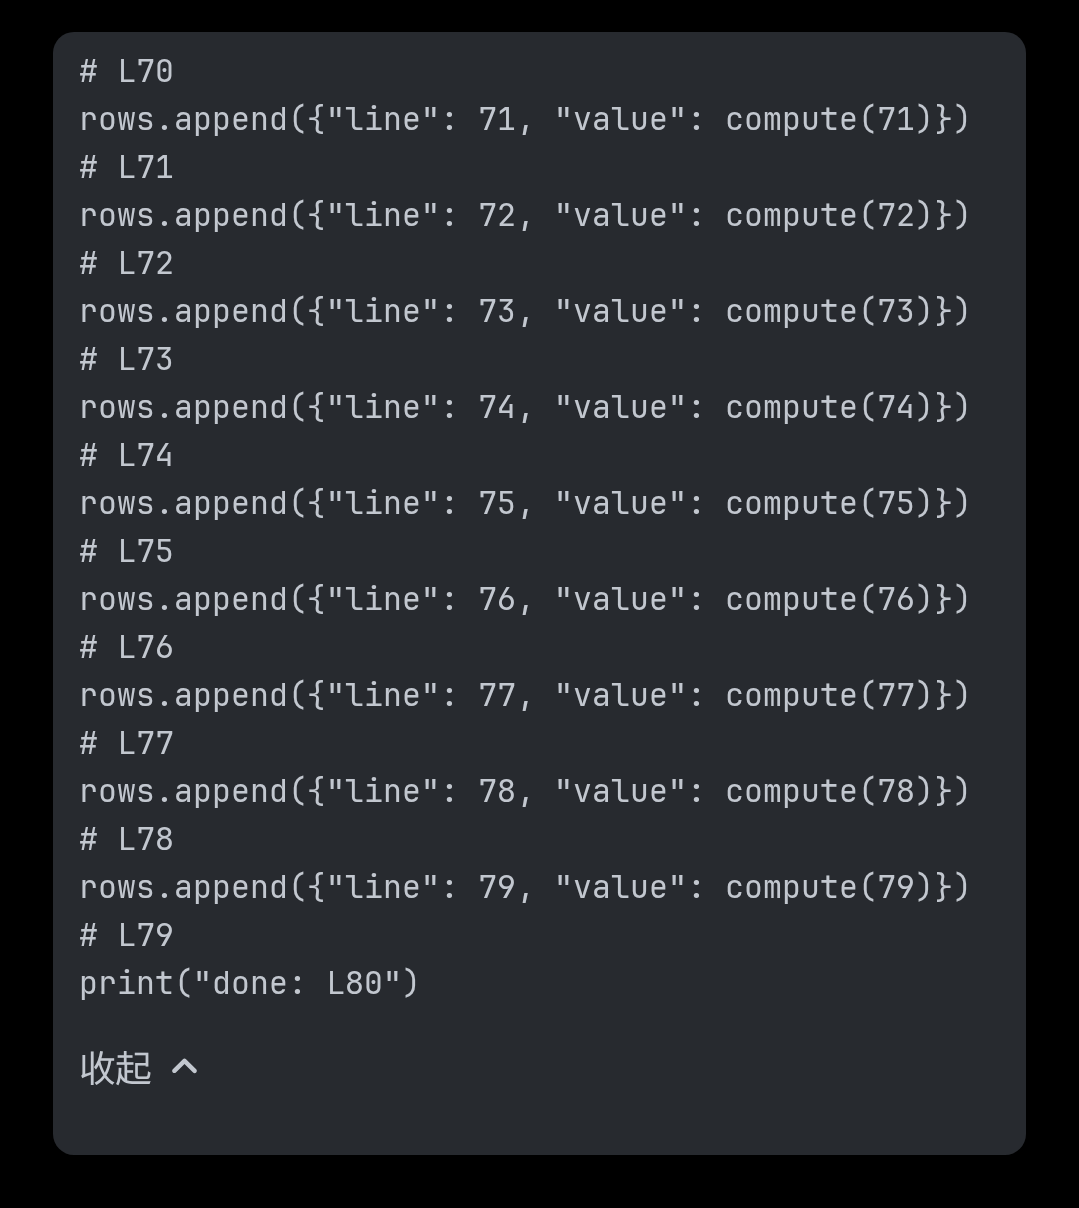 # L70
rows.append({"line": 71, "value": compute(71)})
# L71
rows.append({"line": 72, "value": compute(72)})
# L72
rows.append({"line": 73, "value": compute(73)})
# L73
rows.append({"line": 74, "value": compute(74)})
# L74
rows.append({"line": 75, "value": compute(75)})
# L75
rows.append({"line": 76, "value": compute(76)})
# L76
rows.append({"line": 77, "value": compute(77)})
# L77
rows.append({"line": 78, "value": compute(78)})
# L78
rows.append({"line": 79, "value": compute(79)})
# L79
print("done: L80")
收起